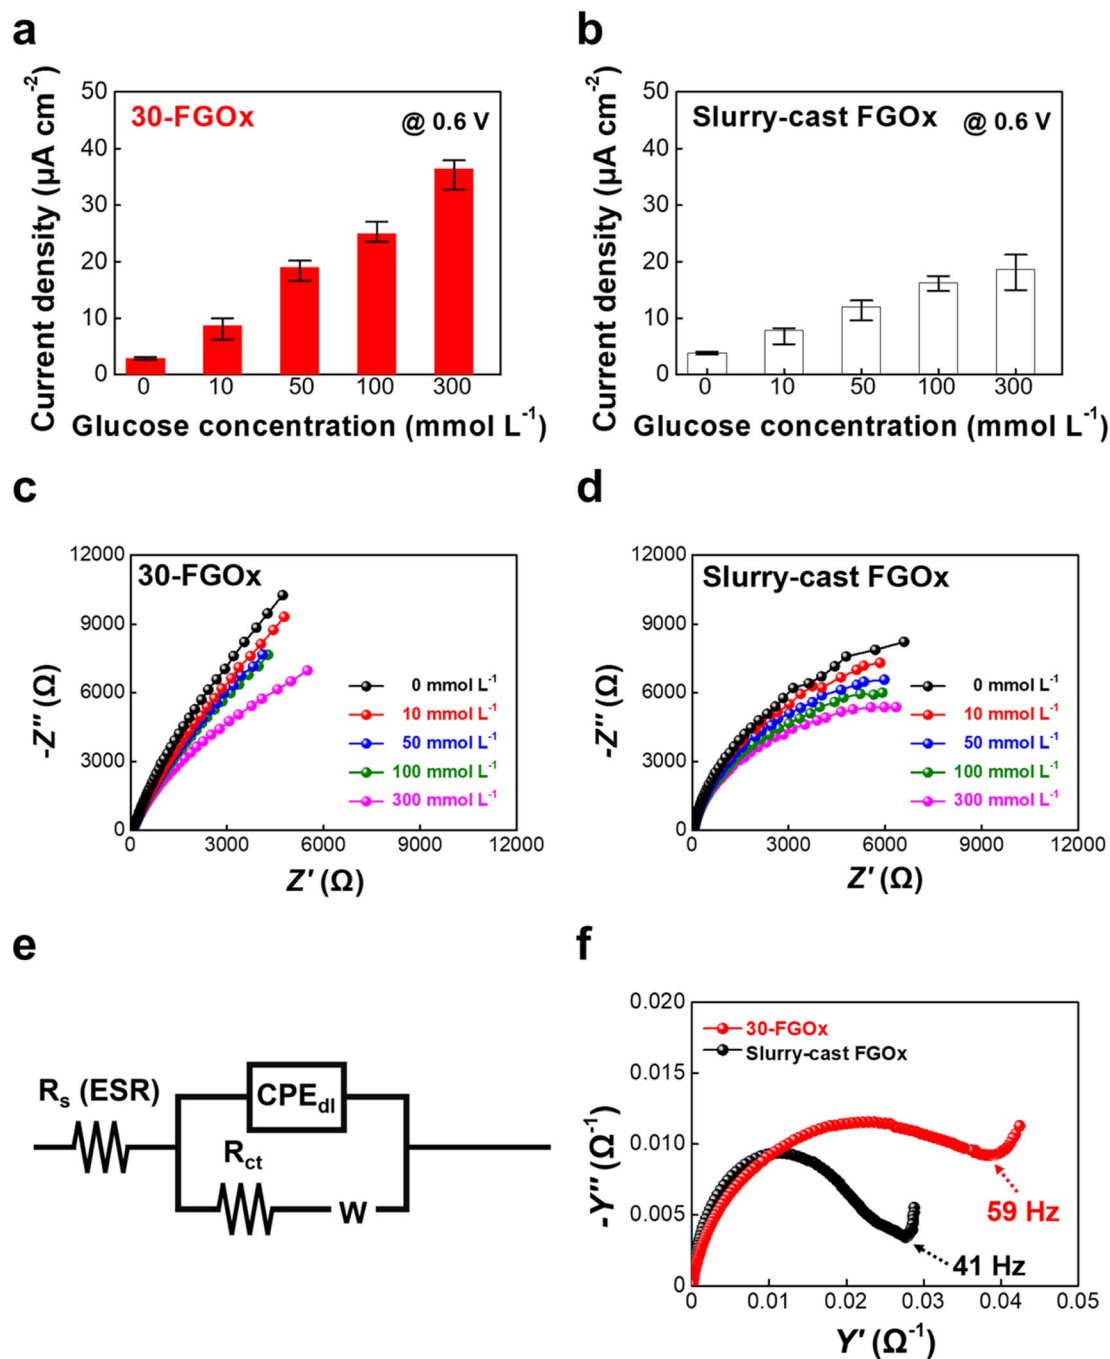 a
30-FGOx
@ 0.6 V
Current density (µA cm-2)
50
40
30
20
10
0
0 10 50 100 300
Glucose concentration (mmol L-1)
b
Slurry-cast FGOx
@ 0.6 V
Current density (µA cm-2)
50
40
30
20
10
0
0 10 50 100 300
Glucose concentration (mmol L-1)
c
30-FGOx
-Z'' (Ω)
12000
9000
6000
3000
0
0 mmol L-1
10 mmol L-1
50 mmol L-1
100 mmol L-1
300 mmol L-1
0 3000 6000 9000 12000
Z' (Ω)
d
Slurry-cast FGOx
-Z'' (Ω)
12000
9000
6000
3000
0
0 mmol L-1
10 mmol L-1
50 mmol L-1
100 mmol L-1
300 mmol L-1
0 3000 6000 9000 12000
Z' (Ω)
e
Rs (ESR)
CPEdl
Rct
W
f
30-FGOx
Slurry-cast FGOx
-Y'' (Ω-1)
0.020
0.015
0.010
0.005
0
59 Hz
41 Hz
0 0.01 0.02 0.03 0.04 0.05
Y' (Ω-1)